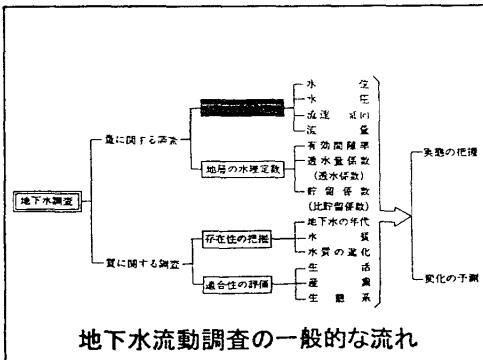 地下水調査
量に関する調査
質に関する調査
地層の水理定数
存在性の把握
適合性の評価
水位
水圧
流速
流量
有効間隙率
透水量係数
(透水係数)
貯留係数
(比貯留係数)
地下水の年代
水質
水質の進化
生活
産業
生態系
実態の把握
変化の予測
地下水流動調査の一般的な流れ